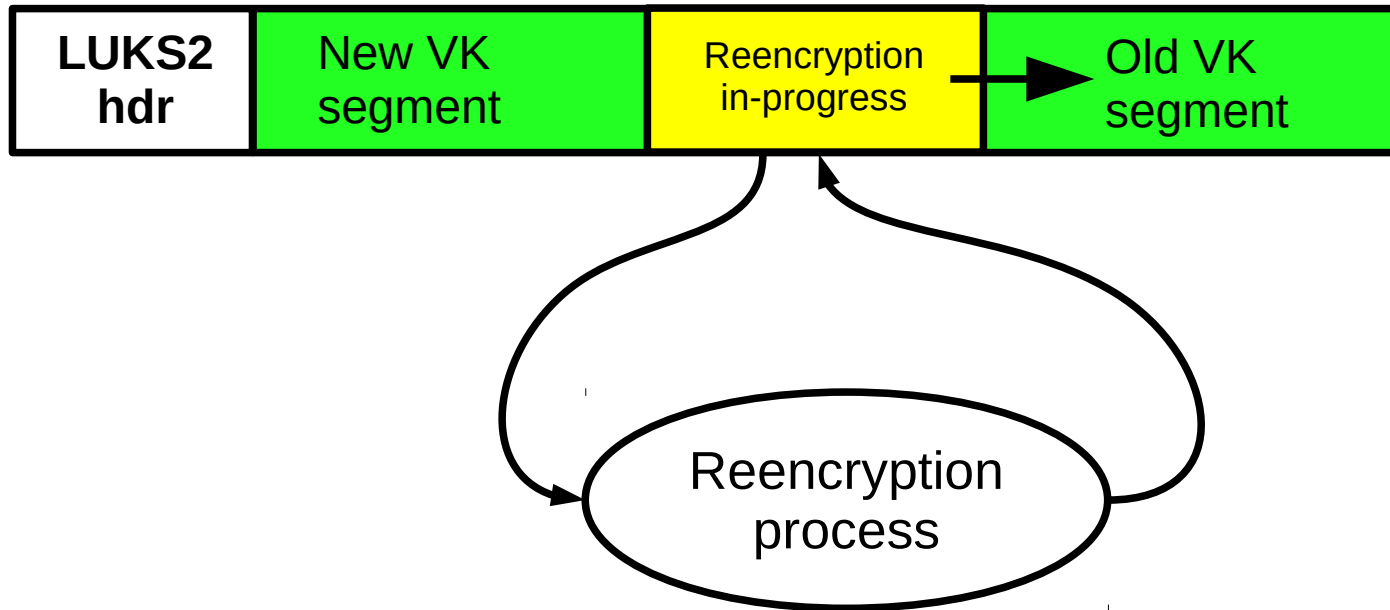 LUKS2
hdr
New VK
segment
Reencryption
in-progress
Old VK
segment
Reencryption
process